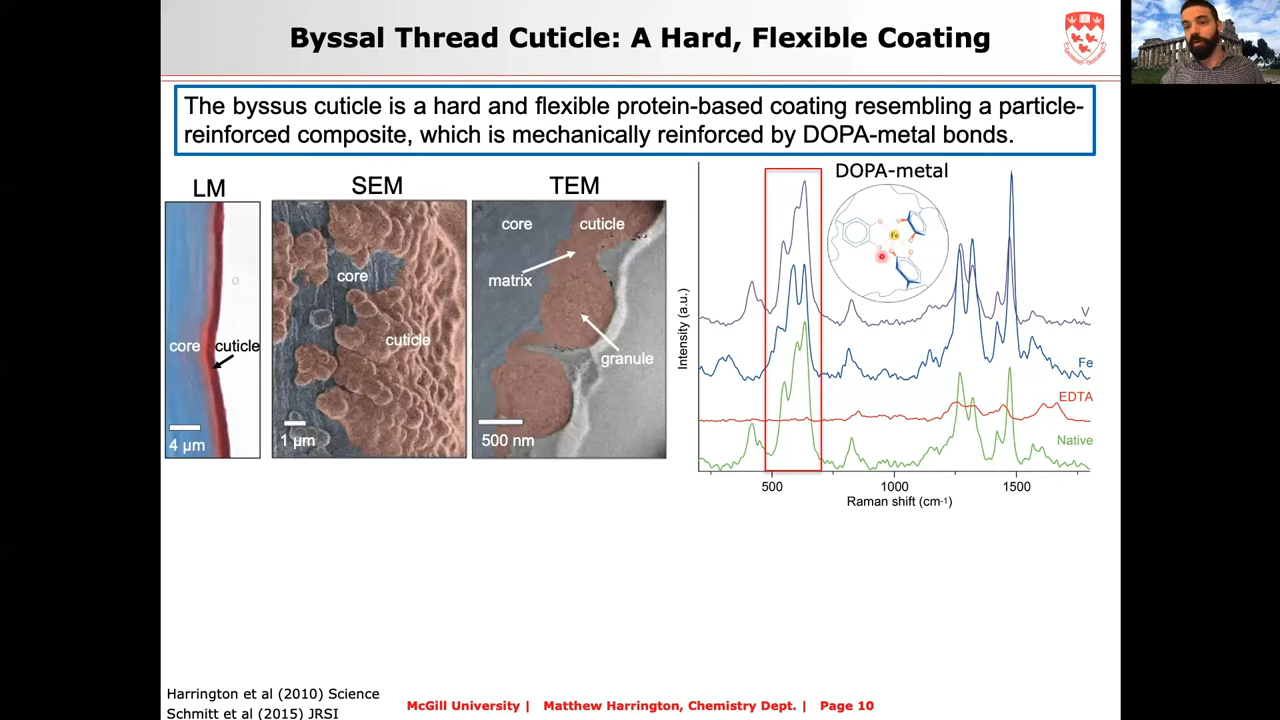 Byssal Thread Cuticle: A Hard, Flexible Coating
The byssus cuticle is a hard and flexible protein-based coating resembling a particle-
reinforced composite, which is mechanically reinforced by DOPA-metal bonds.
LM
core
cuticle
4 μm
SEM
core
cuticle
1 μm
TEM
core
cuticle
matrix
granule
500 nm
DOPA-metal
Fe
Intensity (a.u.)
V
Fe
EDTA
Native
500
1000
1500
Raman shift (cm-1)
Harrington et al (2010) Science
Schmitt et al (2015) JRSI
McGill University | Matthew Harrington, Chemistry Dept. | Page 10